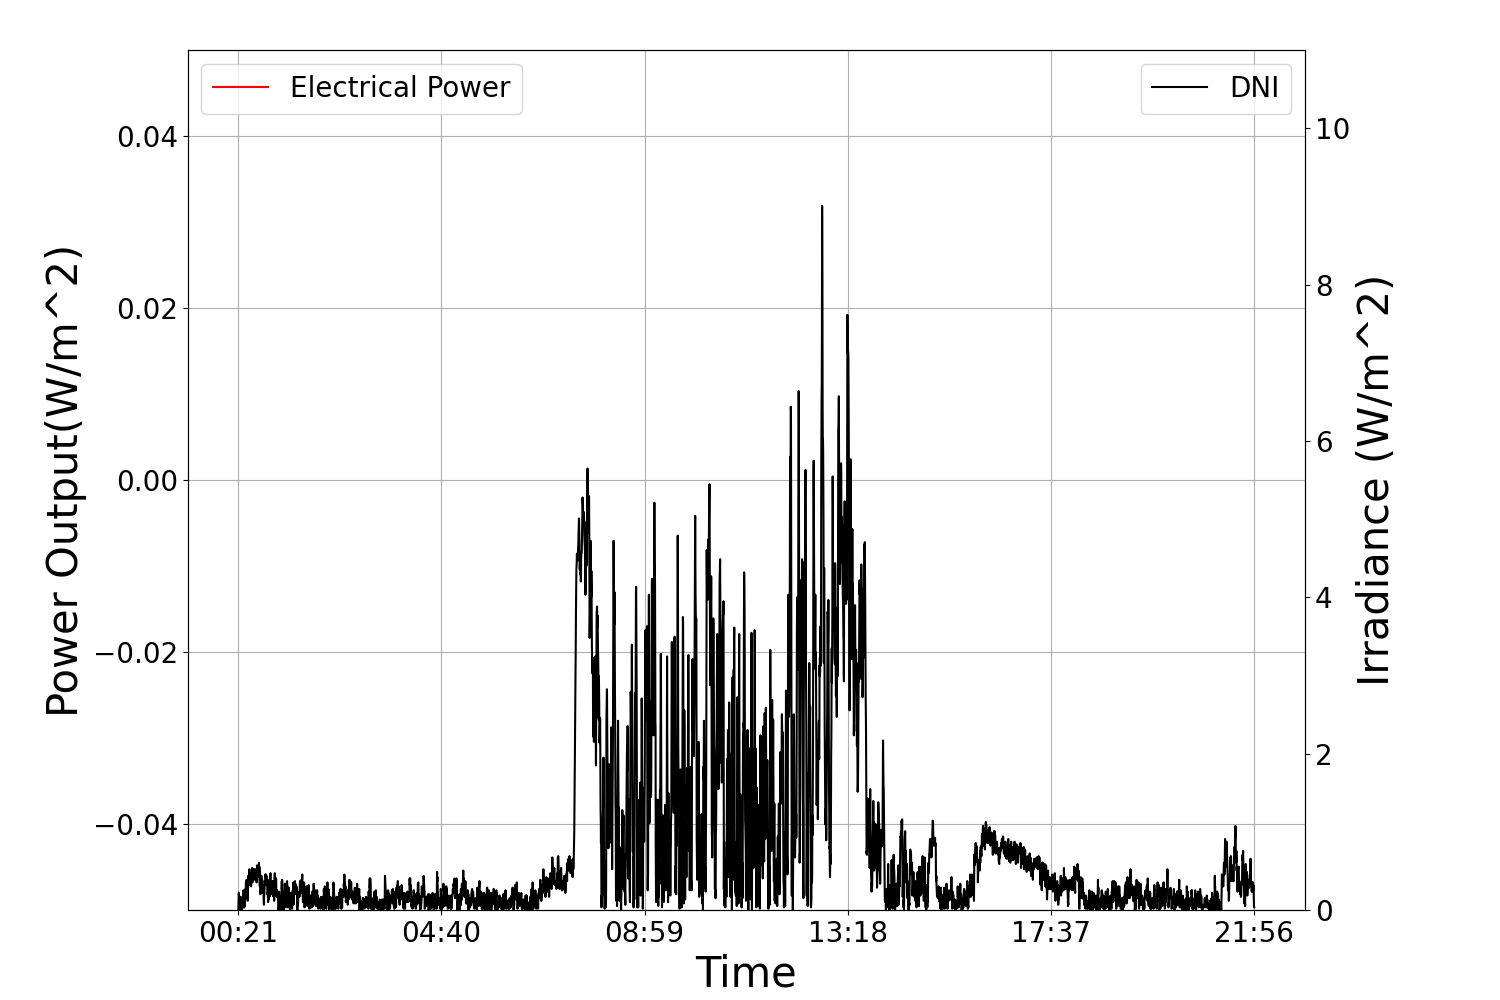 Electrical Power
DNI
0.04
0.02
0.00
−0.02
−0.04
Power Output(W/m^2)
10
8
6
4
2
0
Irradiance (W/m^2)
00:21 04:40 08:59 13:18 17:37 21:56
Time